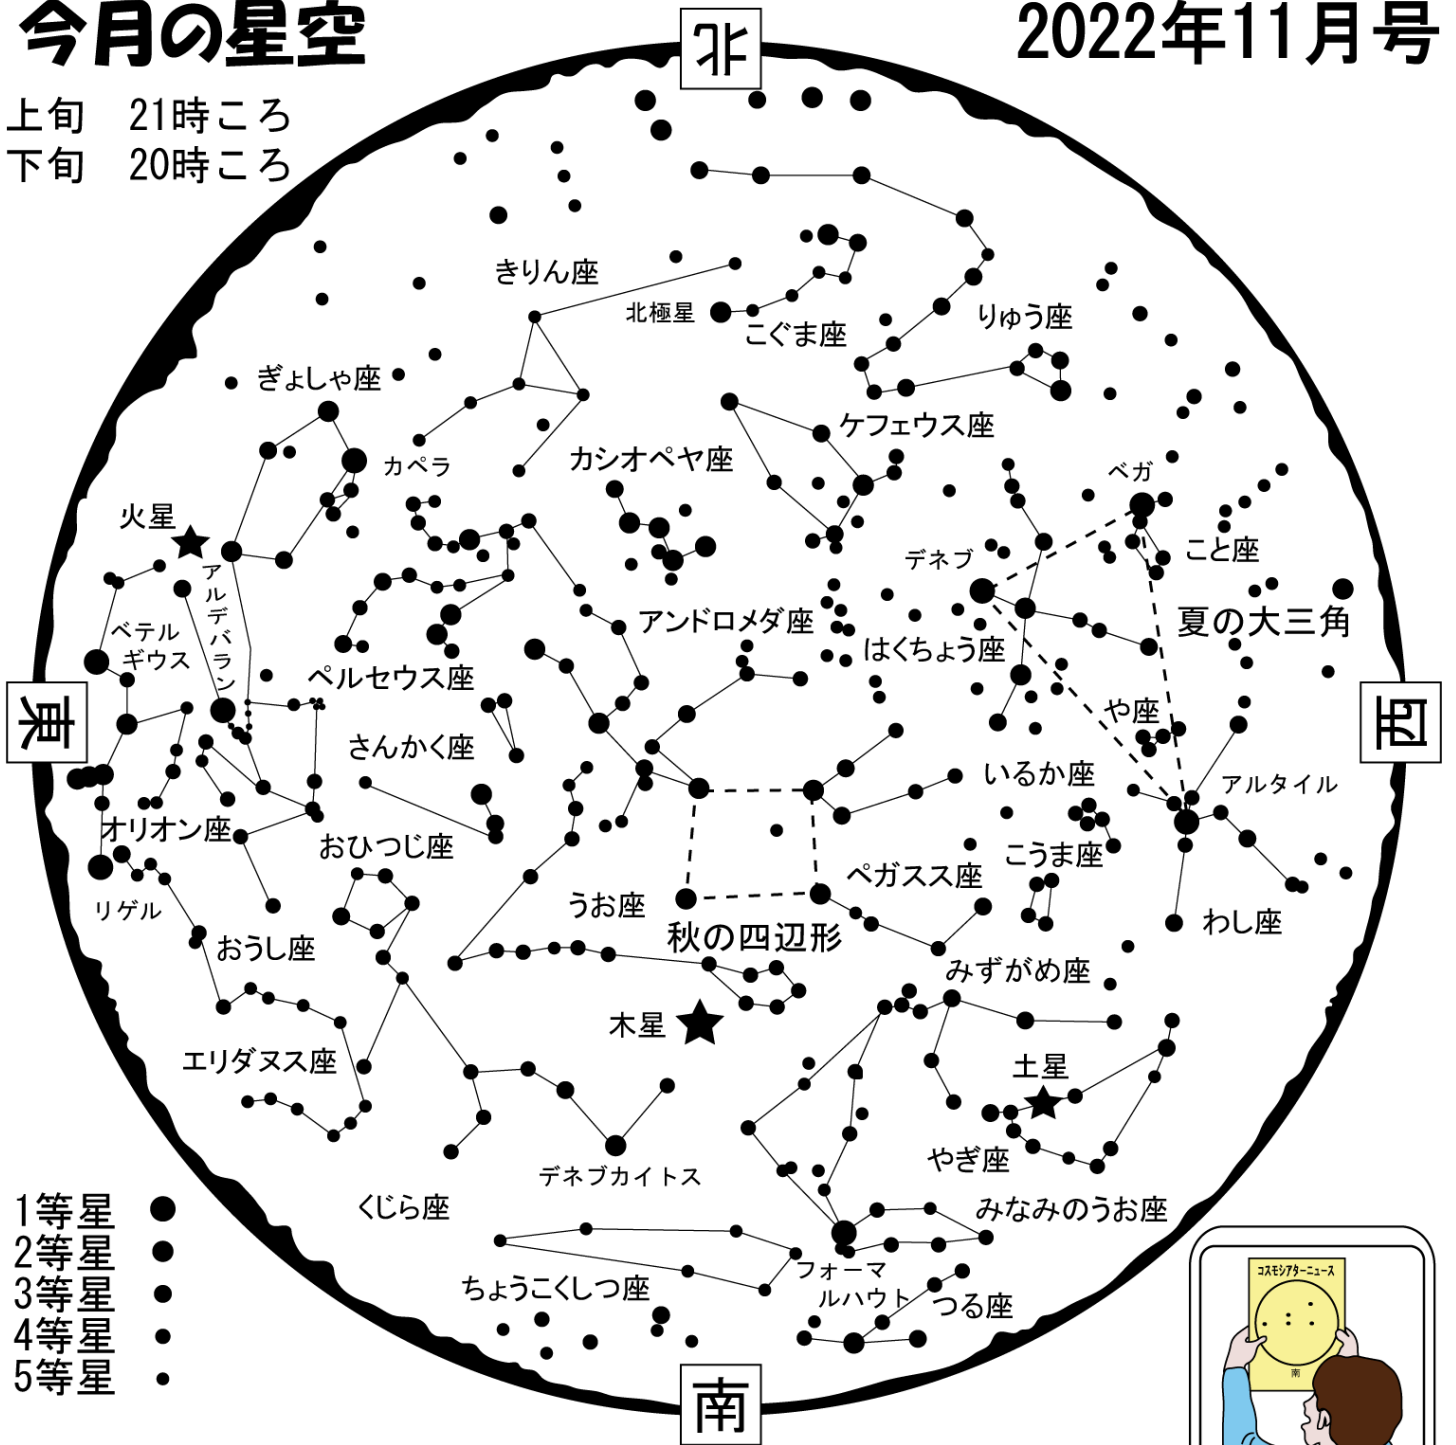 今月の星空
2022年11月号
上旬 21時ころ
下旬 20時ころ
北
きりん座
北極星
こぐま座
りゅう座
ぎょしゃ座
カペラ
カシオペヤ座
ケフェウス座
ベガ
火星
デネブ
こと座
アルデバラン
ベテル
ギウス
アンドロメダ座
はくちょう座
夏の大三角
ペルセウス座
東
西
さんかく座
や座
いるか座
アルタイル
オリオン座
おひつじ座
こうま座
ペガスス座
リゲル
うお座
秋の四辺形
わし座
おうし座
みずがめ座
木星
エリダヌス座
土星
やぎ座
デネブカイトス
くじら座
みなみのうお座
フォーマ
ルハウト
ちょうこくしつ座
つる座
1等星
2等星
3等星
4等星
5等星
南
コスモシアターニュース
南